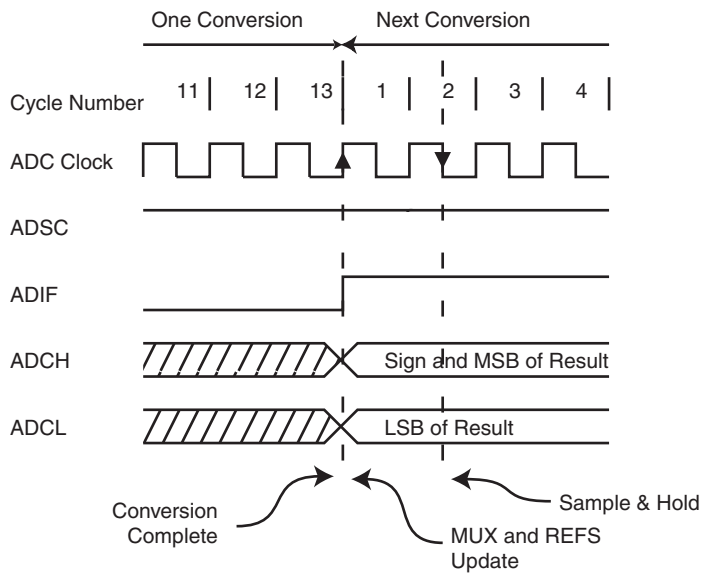 One Conversion Next Conversion
Cycle Number 11 12 13 1 2 3 4
ADC Clock
ADSC
ADIF
ADCH Sign and MSB of Result
ADCL LSB of Result
Conversion
Complete
MUX and REFS
Update
Sample & Hold